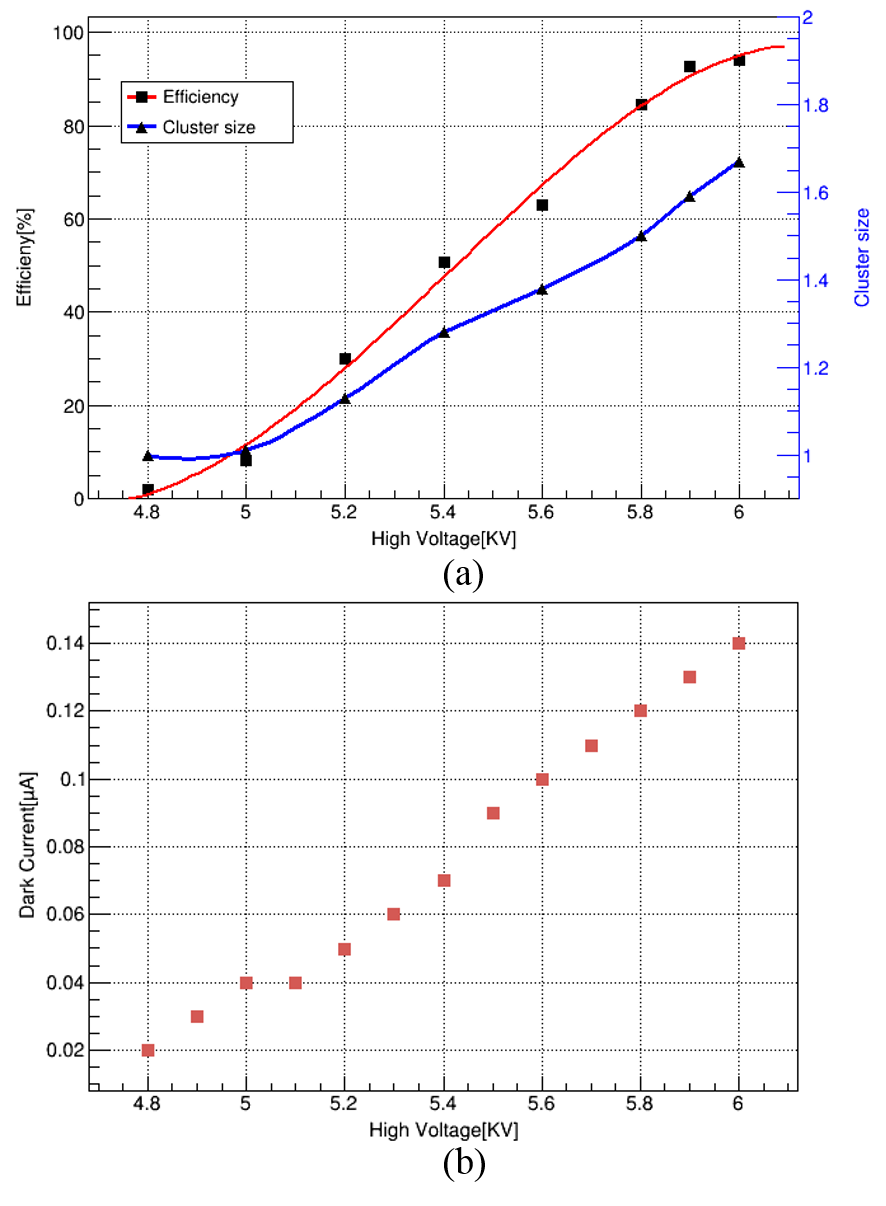 100
80
60
40
20
0
Efficieny[%]
Efficiency
Cluster size
2
1.8
1.6
1.4
1.2
1
Cluster size
4.8 5 5.2 5.4 5.6 5.8 6
High Voltage[KV]
(a)
0.14
0.12
0.1
0.08
0.06
0.04
0.02
Dark Current[µA]
4.8 5 5.2 5.4 5.6 5.8 6
High Voltage[KV]
(b)